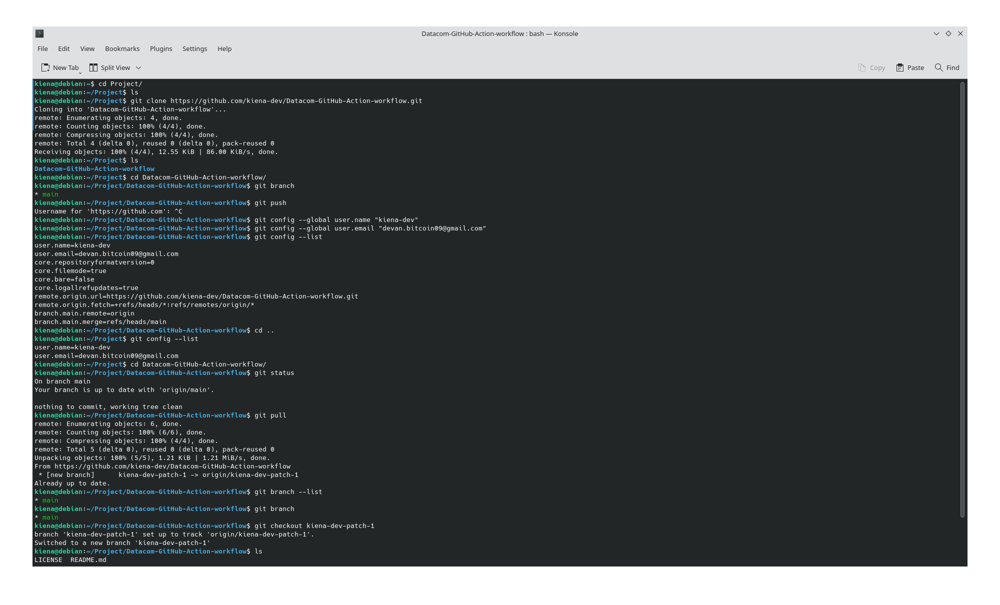 Datacom-GitHub-Action-workflow : bash — Konsole
File Edit View Bookmarks Plugins Settings Help
New Tab Split View Copy Paste Find
kiena@debian:~$ cd Project/
kiena@debian:~/Project$ ls
kiena@debian:~/Project$ git clone https://github.com/kiena-dev/Datacom-GitHub-Action-workflow.git
Cloning into 'Datacom-GitHub-Action-workflow'...
remote: Enumerating objects: 4, done.
remote: Counting objects: 100% (4/4), done.
remote: Compressing objects: 100% (4/4), done.
remote: Total 4 (delta 0), reused 0 (delta 0), pack-reused 0
Receiving objects: 100% (4/4), 12.55 KiB | 86.00 KiB/s, done.
kiena@debian:~/Project$ ls
Datacom-GitHub-Action-workflow
kiena@debian:~/Project$ cd Datacom-GitHub-Action-workflow/
kiena@debian:~/Project/Datacom-GitHub-Action-workflow$ git branch
* main
kiena@debian:~/Project/Datacom-GitHub-Action-workflow$ git push
Username for 'https://github.com': ^C
kiena@debian:~/Project/Datacom-GitHub-Action-workflow$ git config --global user.name "kiena-dev"
kiena@debian:~/Project/Datacom-GitHub-Action-workflow$ git config --global user.email "devan.bitcoin09@gmail.com"
kiena@debian:~/Project/Datacom-GitHub-Action-workflow$ git config --list
user.name=kiena-dev
user.email=devan.bitcoin09@gmail.com
core.repositoryformatversion=0
core.filemode=true
core.bare=false
core.logallrefupdates=true
remote.origin.url=https://github.com/kiena-dev/Datacom-GitHub-Action-workflow.git
remote.origin.fetch=+refs/heads/*:refs/remotes/origin/*
branch.main.remote=origin
branch.main.merge=refs/heads/main
kiena@debian:~/Project/Datacom-GitHub-Action-workflow$ cd ..
kiena@debian:~/Project$ git config --list
user.name=kiena-dev
user.email=devan.bitcoin09@gmail.com
kiena@debian:~/Project$ cd Datacom-GitHub-Action-workflow/
kiena@debian:~/Project/Datacom-GitHub-Action-workflow$ git status
On branch main
Your branch is up to date with 'origin/main'.
nothing to commit, working tree clean
kiena@debian:~/Project/Datacom-GitHub-Action-workflow$ git pull
remote: Enumerating objects: 6, done.
remote: Counting objects: 100% (6/6), done.
remote: Compressing objects: 100% (4/4), done.
remote: Total 5 (delta 0), reused 0 (delta 0), pack-reused 0
Unpacking objects: 100% (5/5), 1.21 KiB | 1.21 MiB/s, done.
From https://github.com/kiena-dev/Datacom-GitHub-Action-workflow
 * [new branch]      kiena-dev-patch-1 -> origin/kiena-dev-patch-1
Already up to date.
kiena@debian:~/Project/Datacom-GitHub-Action-workflow$ git branch --list
* main
kiena@debian:~/Project/Datacom-GitHub-Action-workflow$ git branch
* main
kiena@debian:~/Project/Datacom-GitHub-Action-workflow$ git checkout kiena-dev-patch-1
branch 'kiena-dev-patch-1' set up to track 'origin/kiena-dev-patch-1'.
Switched to a new branch 'kiena-dev-patch-1'
kiena@debian:~/Project/Datacom-GitHub-Action-workflow$ ls
LICENSE  README.md